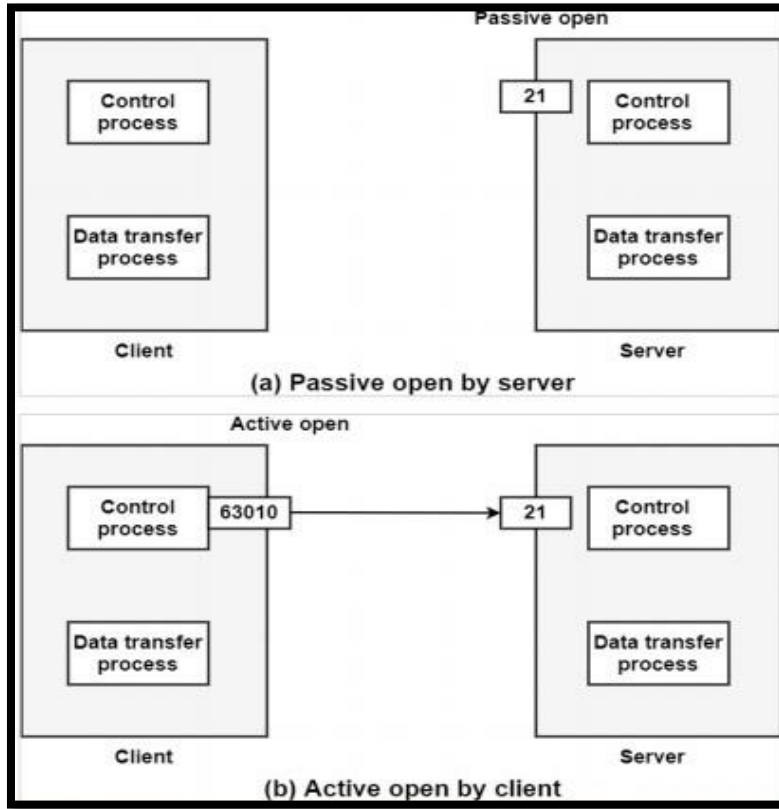 Passive open
21
Control
process
Control
process
Data transfer
process
Data transfer
process
Client
Server
(a) Passive open by server
Active open
Control
process
63010
21
Control
process
Data transfer
process
Data transfer
process
Client
Server
(b) Active open by client